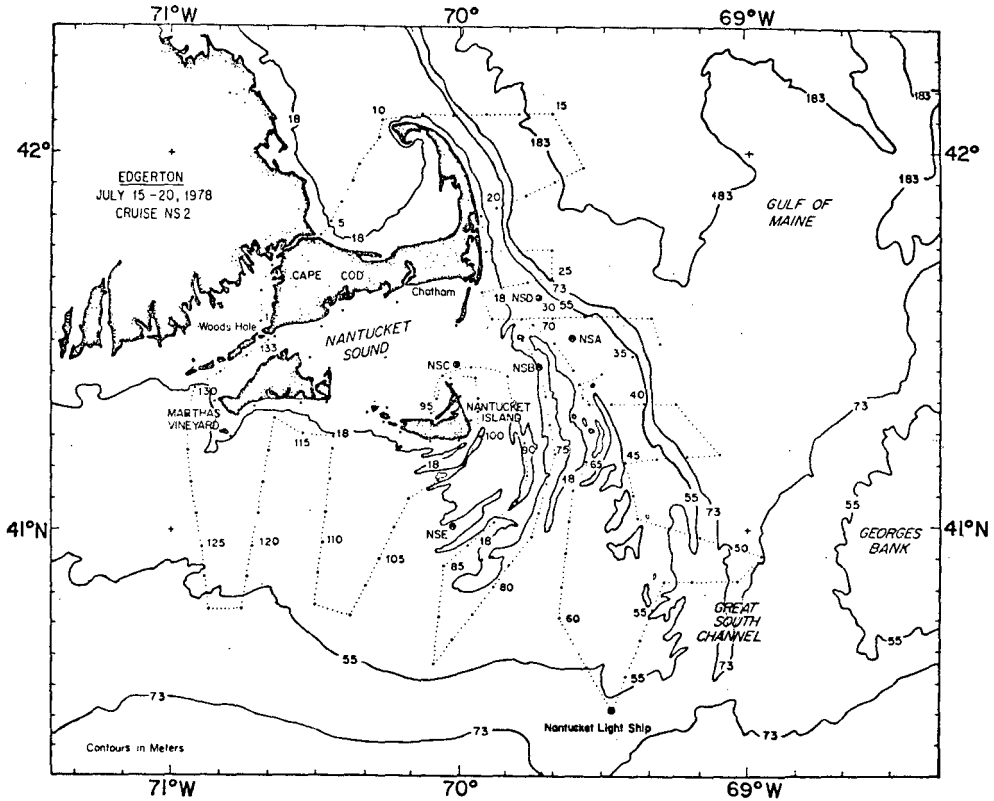 71°W 70° 69°W
10 15
18 183 183 183
42° 42°
EDGERTON
JULY 15-20, 1978
CRUISE NS2
183 183
20
5
18
GULF OF
MAINE
CAPE COD
25
73
Chatham
18 NSD 55
30
Woods Hole
70
NANTUCKET
SOUND
133
NSA
35
NSC NSB
130
73
40
MARTHAS
VINEYARD
95
NANTUCKET
ISLAND
115 18
100
90 75
18 65 45
18
55 55
73
41°N 41°N
NSE
18
125 120 110
105
50
GEORGES
BANK
85
80
60
55
GREAT
SOUTH
CHANNEL
55
55
55 73
73
73 73
Nantucket Light Ship
Contours in Meters
71°W 70° 69°W